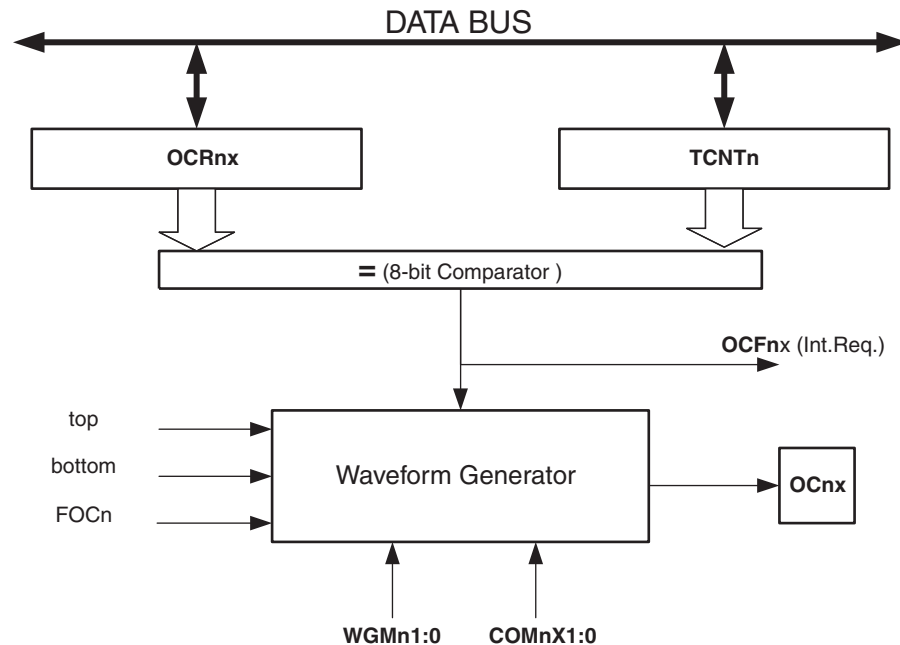 DATA BUS
OCRnx
TCNTn
= (8-bit Comparator )
OCFnx (Int.Req.)
top
bottom
FOCn
Waveform Generator
OCnx
WGMn1:0
COMnX1:0